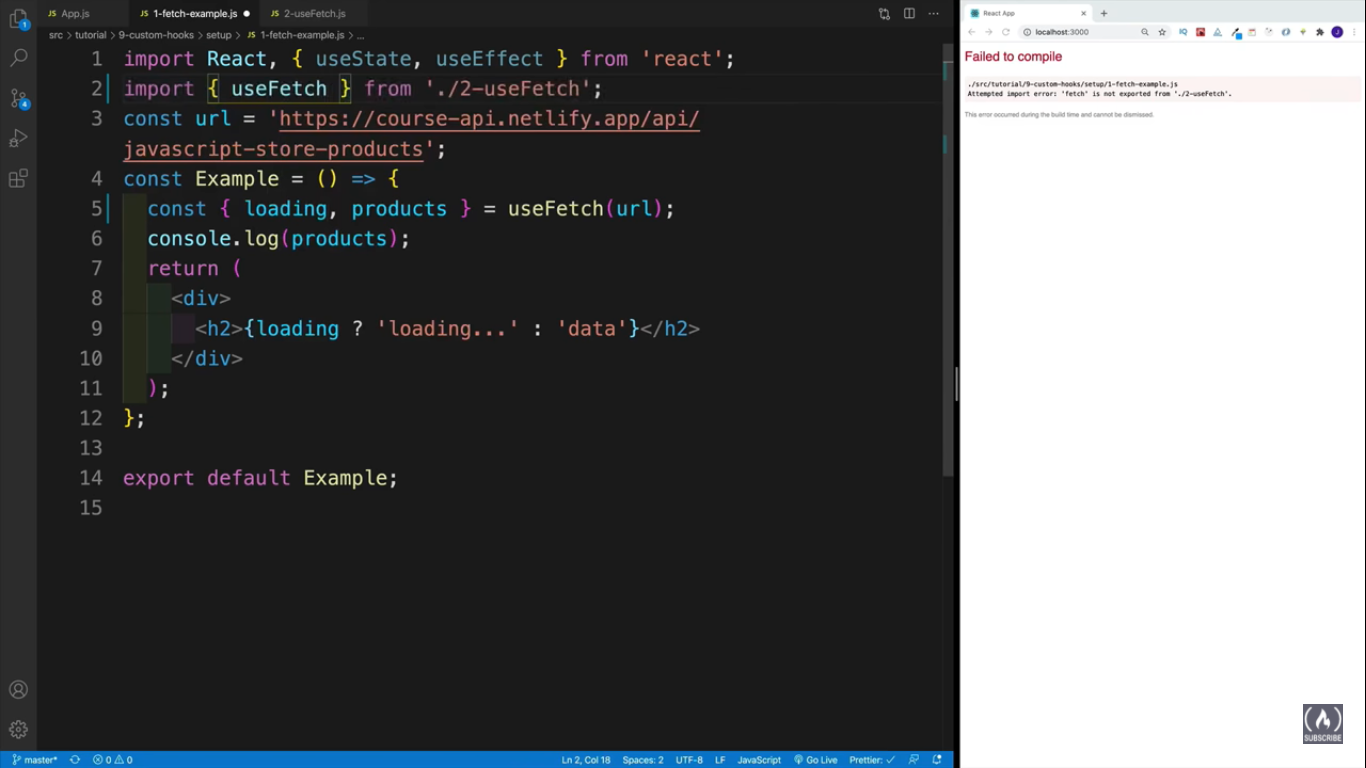 App.js
1-fetch-example.js
2-useFetch.js
src > tutorial > 9-custom-hooks > setup > JS 1-fetch-example.js > ...
1 import React, { useState, useEffect } from 'react';
2 import { useFetch } from './2-useFetch';
3 const url = 'https://course-api.netlify.app/api/
javascript-store-products';
4 const Example = () => {
5 const { loading, products } = useFetch(url);
6 console.log(products);
7 return (
8 <div>
9 <h2>{loading ? 'loading...' : 'data'}</h2>
10 </div>
11 );
12 };
13
14 export default Example;
15
master* 0 0 Ln 2, Col 18 Spaces: 2 UTF-8 LF JavaScript Go Live Prettier: ✓
React App
localhost:3000
Failed to compile
./src/tutorial/9-custom-hooks/setup/1-fetch-example.js
Attempted import error: 'fetch' is not exported from './2-useFetch'.
This error occurred during the build time and cannot be dismissed.
SUBSCRIBE